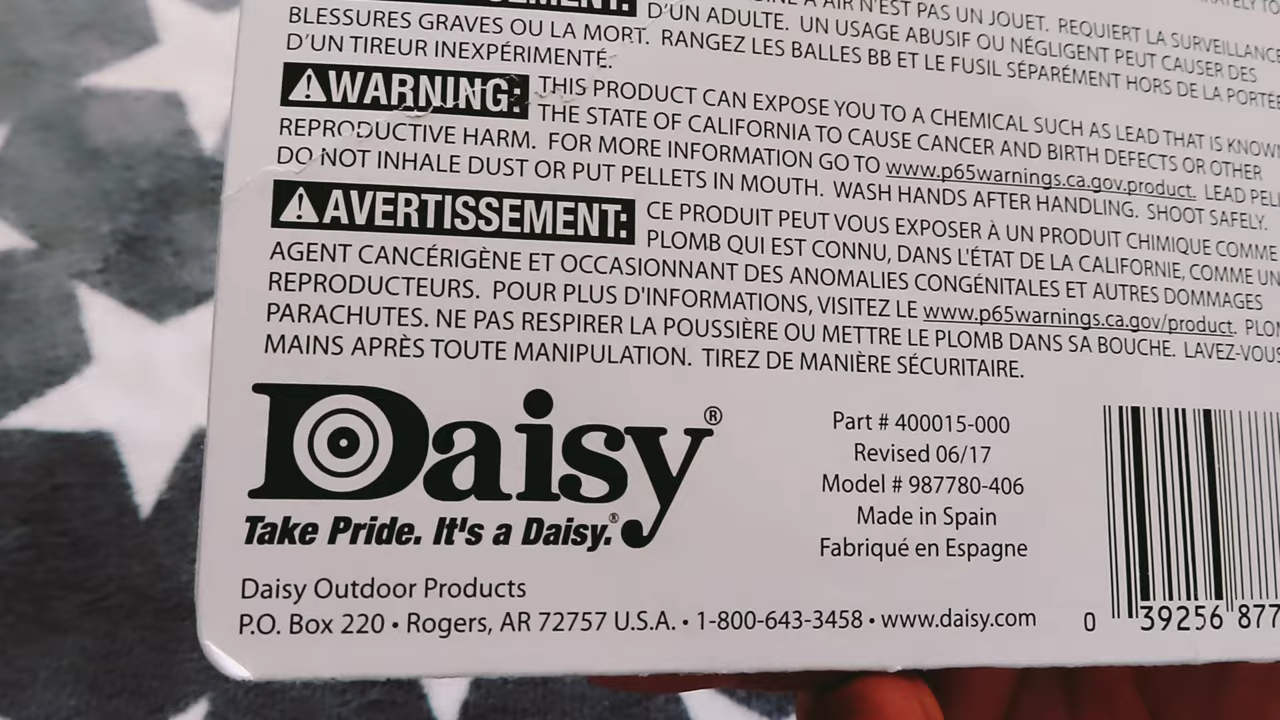 D'UN ADULTE. UN USAGE ABUSIF OU NÉGLIGENT PEUT CAUSER DES
A AIR N'EST PAS UN JOUET. REQUIERT LA SURVEILLANCE
BLESSURES GRAVES OU LA MORT. RANGEZ LES BALLES BB ET LE FUSIL SÉPARÉMENT HORS DE LA PORTÉE
D'UN TIREUR INEXPÉRIMENTÉ.
⚠WARNING: THIS PRODUCT CAN EXPOSE YOU TO A CHEMICAL SUCH AS LEAD THAT IS KNOWN
THE STATE OF CALIFORNIA TO CAUSE CANCER AND BIRTH DEFECTS OR OTHER
REPRODUCTIVE HARM. FOR MORE INFORMATION GO TO www.p65warnings.ca.gov.product. LEAD
DO NOT INHALE DUST OR PUT PELLETS IN MOUTH. WASH HANDS AFTER HANDLING. SHOOT SAFELY.
⚠AVERTISSEMENT: CE PRODUIT PEUT VOUS EXPOSER À UN PRODUIT CHIMIQUE COMME
PLOMB QUI EST CONNU, DANS L'ÉTAT DE LA CALIFORNIE, COMME UN
AGENT CANCÉRIGÈNE ET OCCASIONNANT DES ANOMALIES CONGÉNITALES ET AUTRES DOMMAGES
REPRODUCTEURS. POUR PLUS D'INFORMATIONS, VISITEZ LE www.p65warnings.ca.gov/product.
PARACHUTES. NE PAS RESPIRER LA POUSSIÈRE OU METTRE LE PLOMB DANS SA BOUCHE. LAVEZ-VOUS
MAINS APRÈS TOUTE MANIPULATION. TIREZ DE MANIÈRE SÉCURITAIRE.
Daisy®
Take Pride. It's a Daisy.®
Part # 400015-000
Revised 06/17
Model # 987780-406
Made in Spain
Fabriqué en Espagne
Daisy Outdoor Products
P.O. Box 220 • Rogers, AR 72757 U.S.A. • 1-800-643-3458 • www.daisy.com
0 39256 877